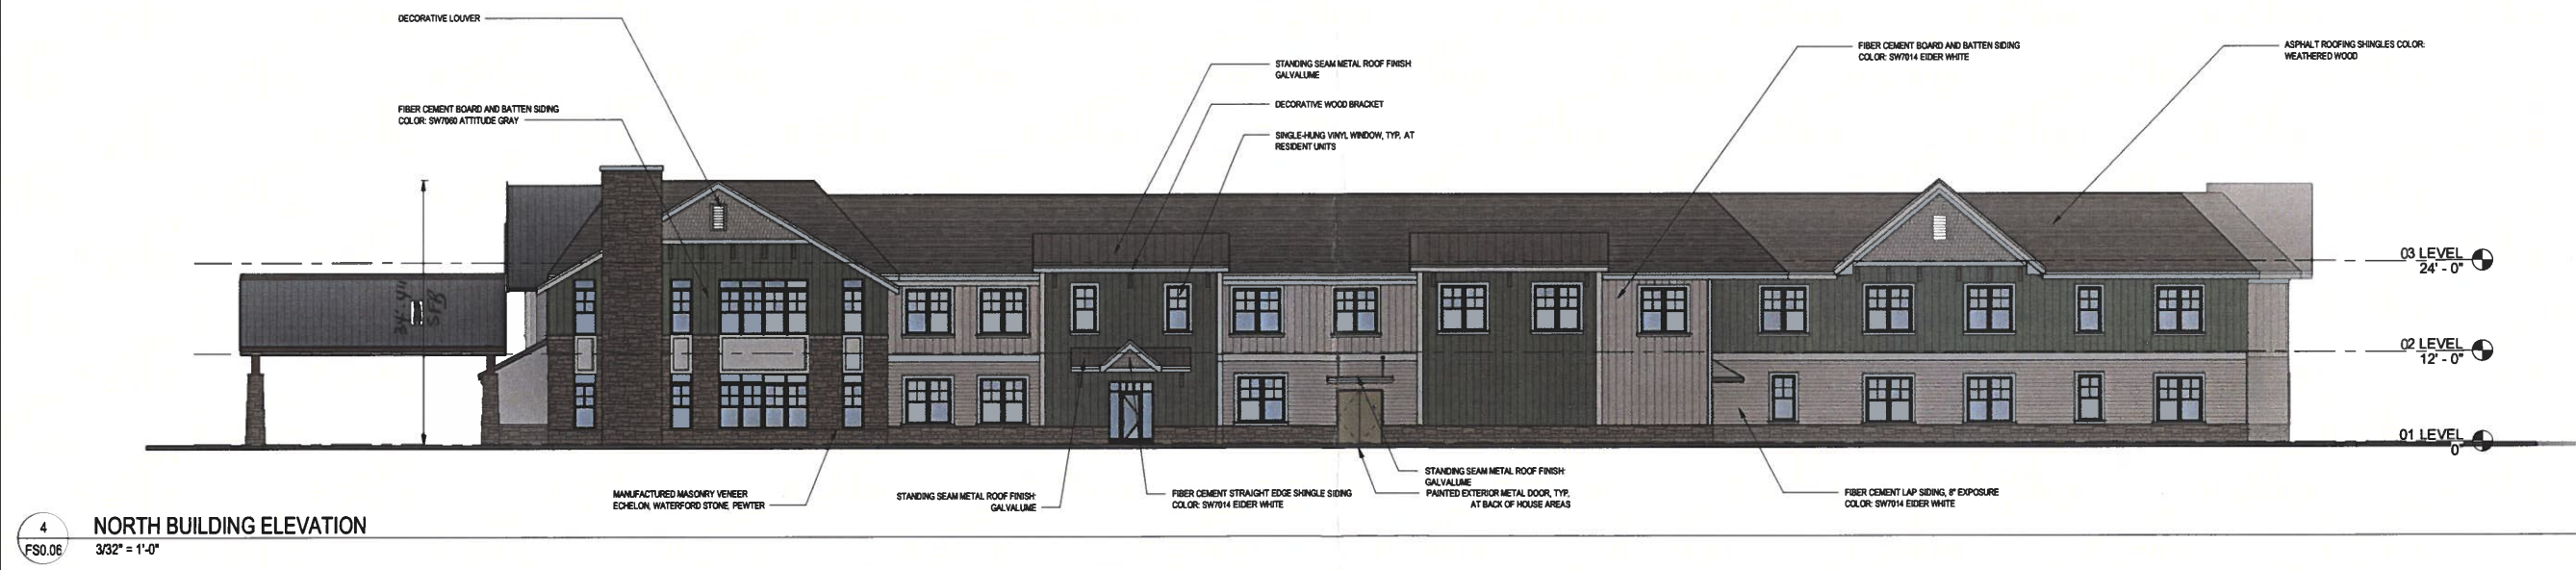 DECORATIVE LOUVER
FIBER CEMENT BOARD AND BATTEN SIDING
COLOR: SW7060 ATTITUDE GRAY
STANDING SEAM METAL ROOF FINISH
GALVALUME
DECORATIVE WOOD BRACKET
SINGLE-HUNG VINYL WINDOW, TYP. AT
RESIDENT UNITS
FIBER CEMENT BOARD AND BATTEN SIDING
COLOR: SW7014 EIDER WHITE
ASPHALT ROOFING SHINGLES COLOR:
WEATHERED WOOD
34'-4"
03 LEVEL
24' - 0"
02 LEVEL
12' - 0"
01 LEVEL
0"
MANUFACTURED MASONRY VENEER
ECHELON, WATERFORD STONE, PEWTER
STANDING SEAM METAL ROOF FINISH:
GALVALUME
FIBER CEMENT STRAIGHT EDGE SHINGLE SIDING
COLOR: SW7014 EIDER WHITE
STANDING SEAM METAL ROOF FINISH:
GALVALUME
PAINTED EXTERIOR METAL DOOR, TYP,
AT BACK OF HOUSE AREAS
FIBER CEMENT LAP SIDING, 8" EXPOSURE
COLOR: SW7014 EIDER WHITE
4
FS0.06
NORTH BUILDING ELEVATION
3/32" = 1'-0"